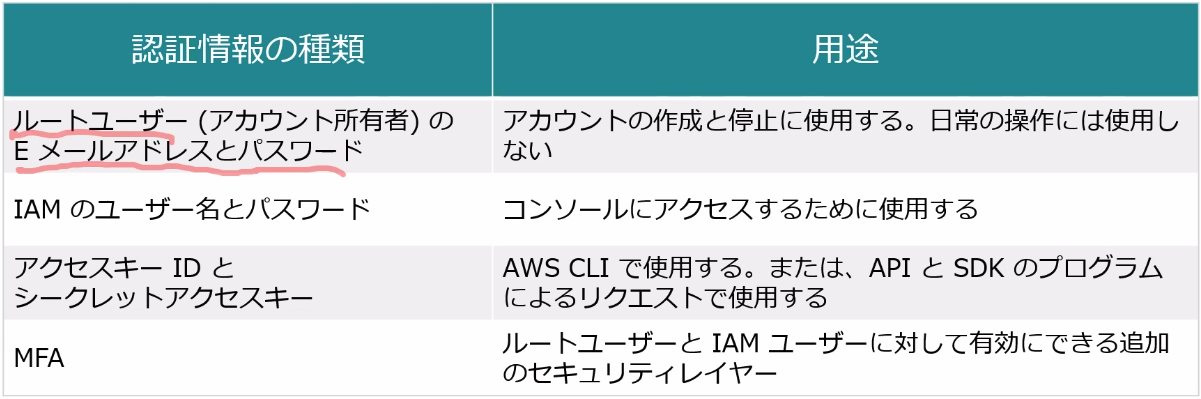 認証情報の種類
用途
ルートユーザー (アカウント所有者) の
E メールアドレスとパスワード
アカウントの作成と停止に使用する。日常の操作には使用し
ない
IAM のユーザー名とパスワード
コンソールにアクセスするために使用する
アクセスキー ID と
シークレットアクセスキー
AWS CLI で使用する。または、API と SDK のプログラム
によるリクエストで使用する
MFA
ルートユーザーと IAM ユーザーに対して有効にできる追加
のセキュリティレイヤー